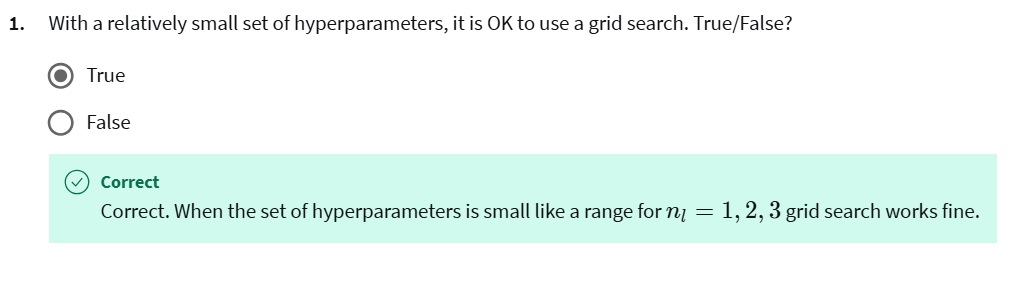 1. With a relatively small set of hyperparameters, it is OK to use a grid search. True/False?
True
False
Correct
Correct. When the set of hyperparameters is small like a range for n_l = 1, 2, 3 grid search works fine.